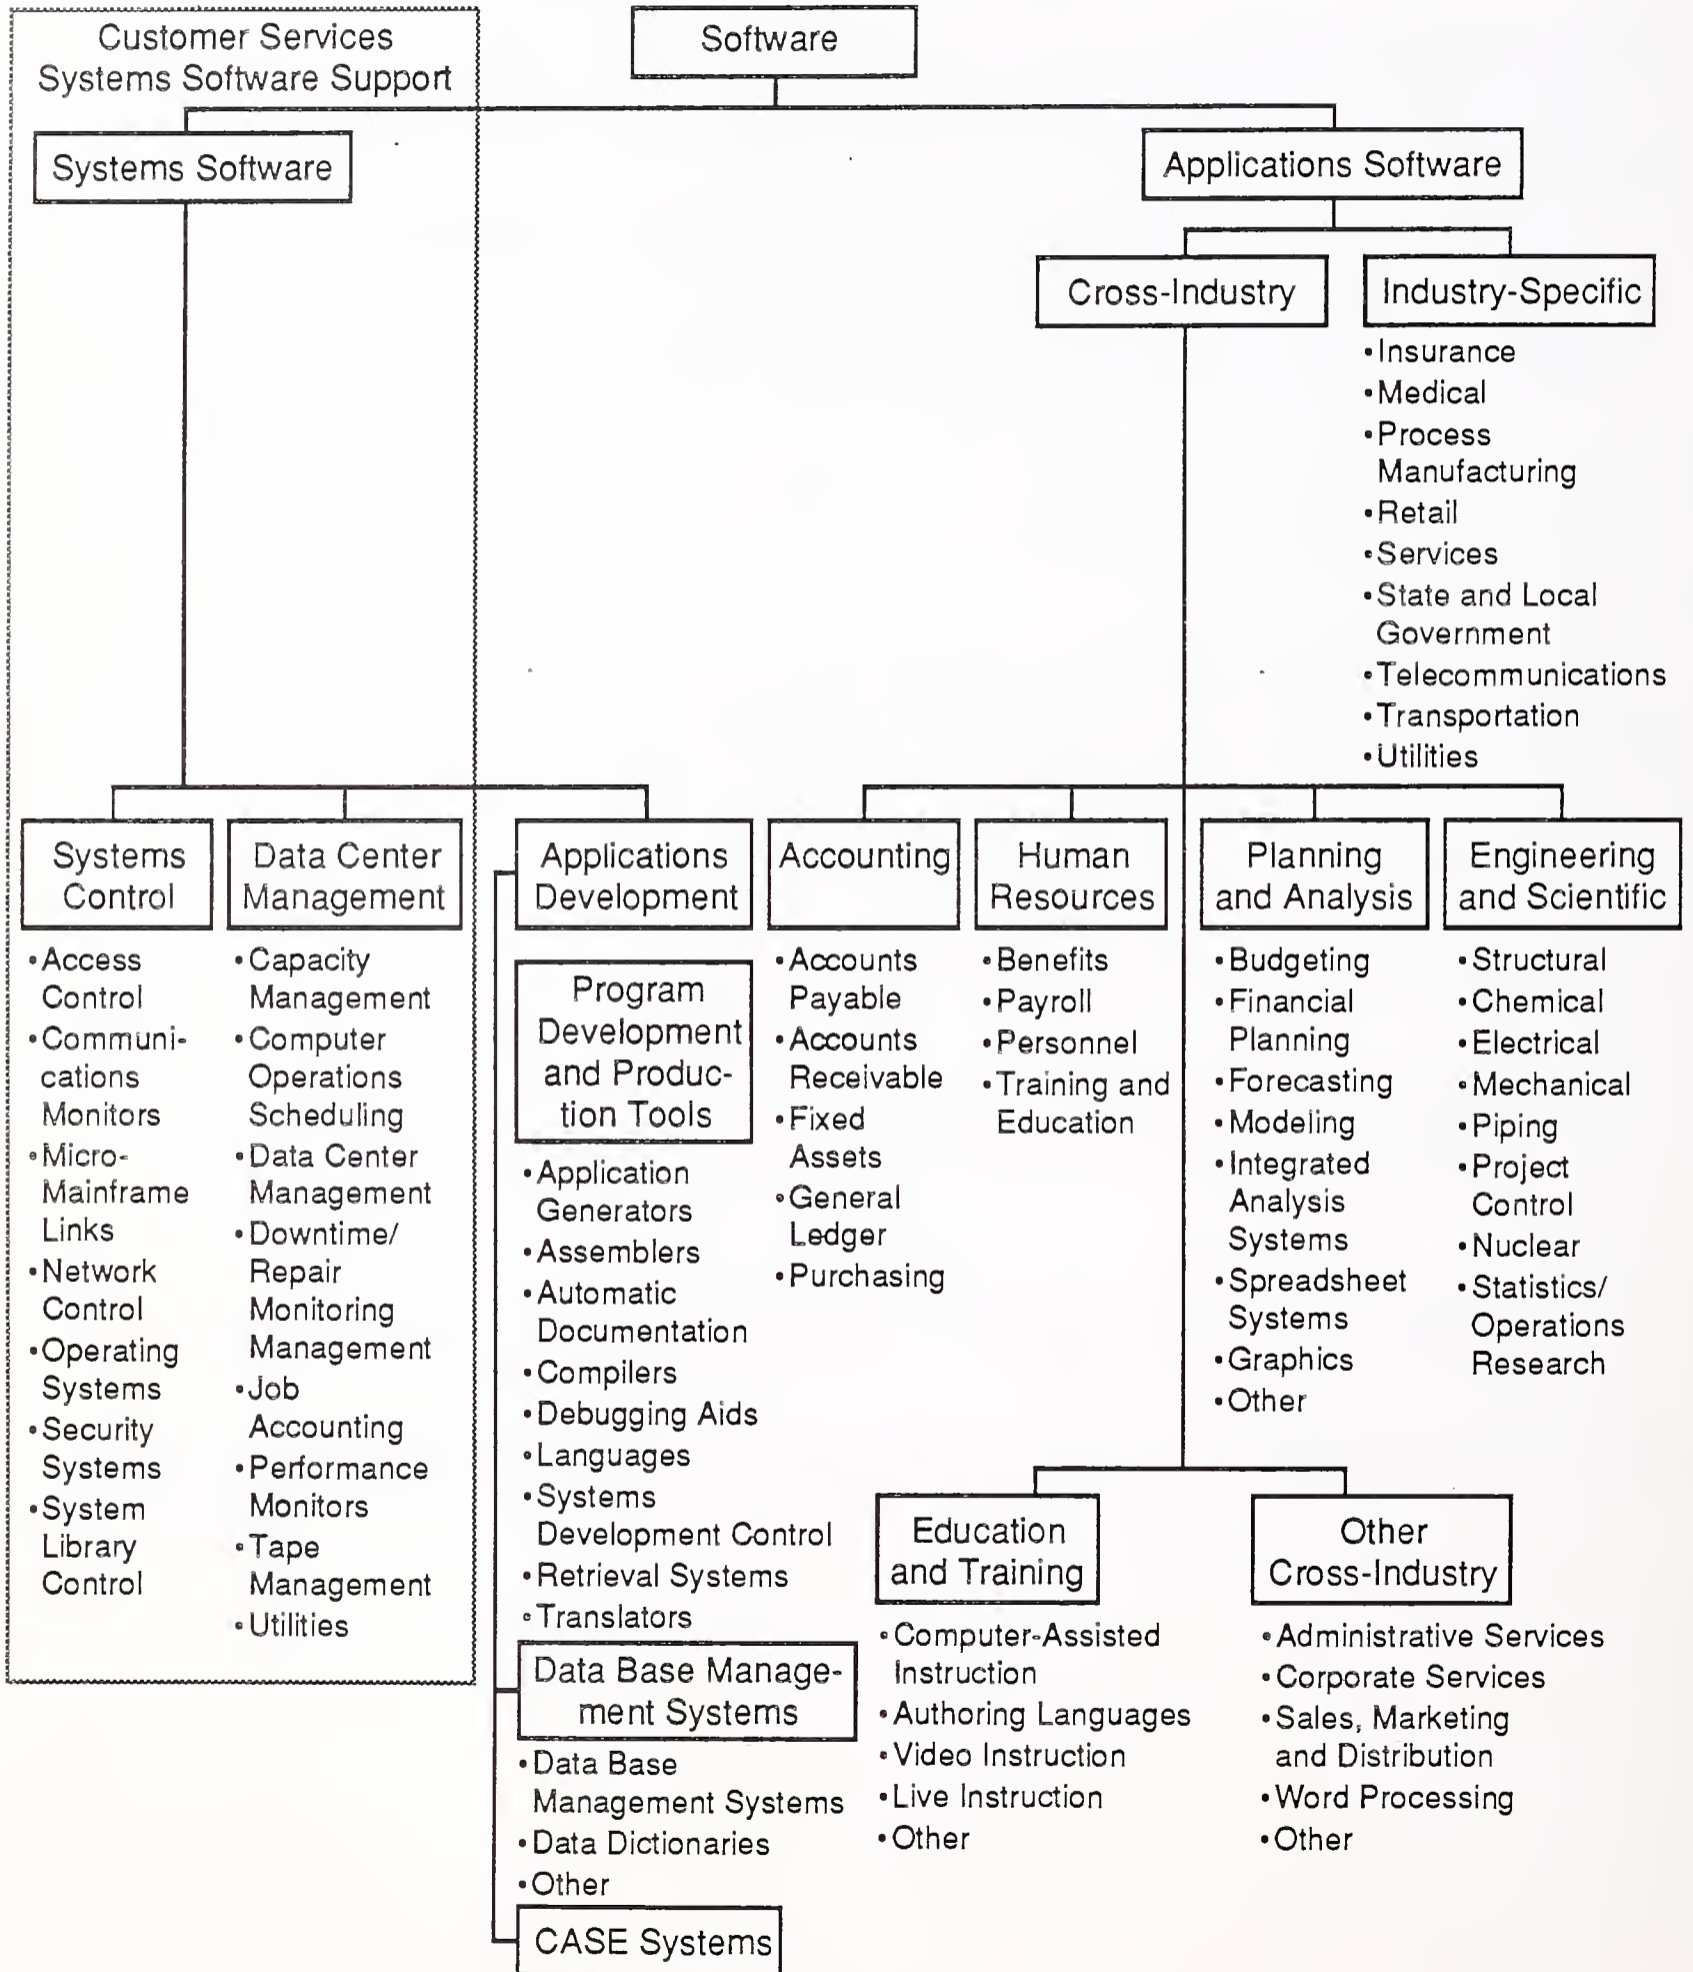 Customer Services
Systems Software Support
Software
Systems Software
Applications Software
Cross-Industry
Industry-Specific
•Insurance
•Medical
•Process
Manufacturing
•Retail
•Services
•State and Local
Government
•Telecommunications
•Transportation
•Utilities
Systems
Control
•Access
Control
•Communi-
cations
Monitors
•Micro-
Mainframe
Links
•Network
Control
•Operating
Systems
•Security
Systems
•System
Library
Control
Data Center
Management
•Capacity
Management
•Computer
Operations
Scheduling
•Data Center
Management
•Downtime/
Repair
Monitoring
Management
•Job
Accounting
•Performance
Monitors
•Tape
Management
•Utilities
Applications
Development
Program
Development
and Produc-
tion Tools
•Application
Generators
•Assemblers
•Automatic
Documentation
•Compilers
•Debugging Aids
•Languages
•Systems
Development Control
•Retrieval Systems
•Translators
Data Base Manage-
ment Systems
•Data Base
Management Systems
•Data Dictionaries
•Other
CASE Systems
Accounting
•Accounts
Payable
•Accounts
Receivable
•Fixed
Assets
•General
Ledger
•Purchasing
Human
Resources
•Benefits
•Payroll
•Personnel
•Training and
Education
Planning
and Analysis
•Budgeting
•Financial
Planning
•Forecasting
•Modeling
•Integrated
Analysis
Systems
•Spreadsheet
Systems
•Graphics
•Other
Engineering
and Scientific
•Structural
•Chemical
•Electrical
•Mechanical
•Piping
•Project
Control
•Nuclear
•Statistics/
Operations
Research
Education
and Training
•Computer-Assisted
Instruction
•Authoring Languages
•Video Instruction
•Live Instruction
•Other
Other
Cross-Industry
•Administrative Services
•Corporate Services
•Sales, Marketing
and Distribution
•Word Processing
•Other